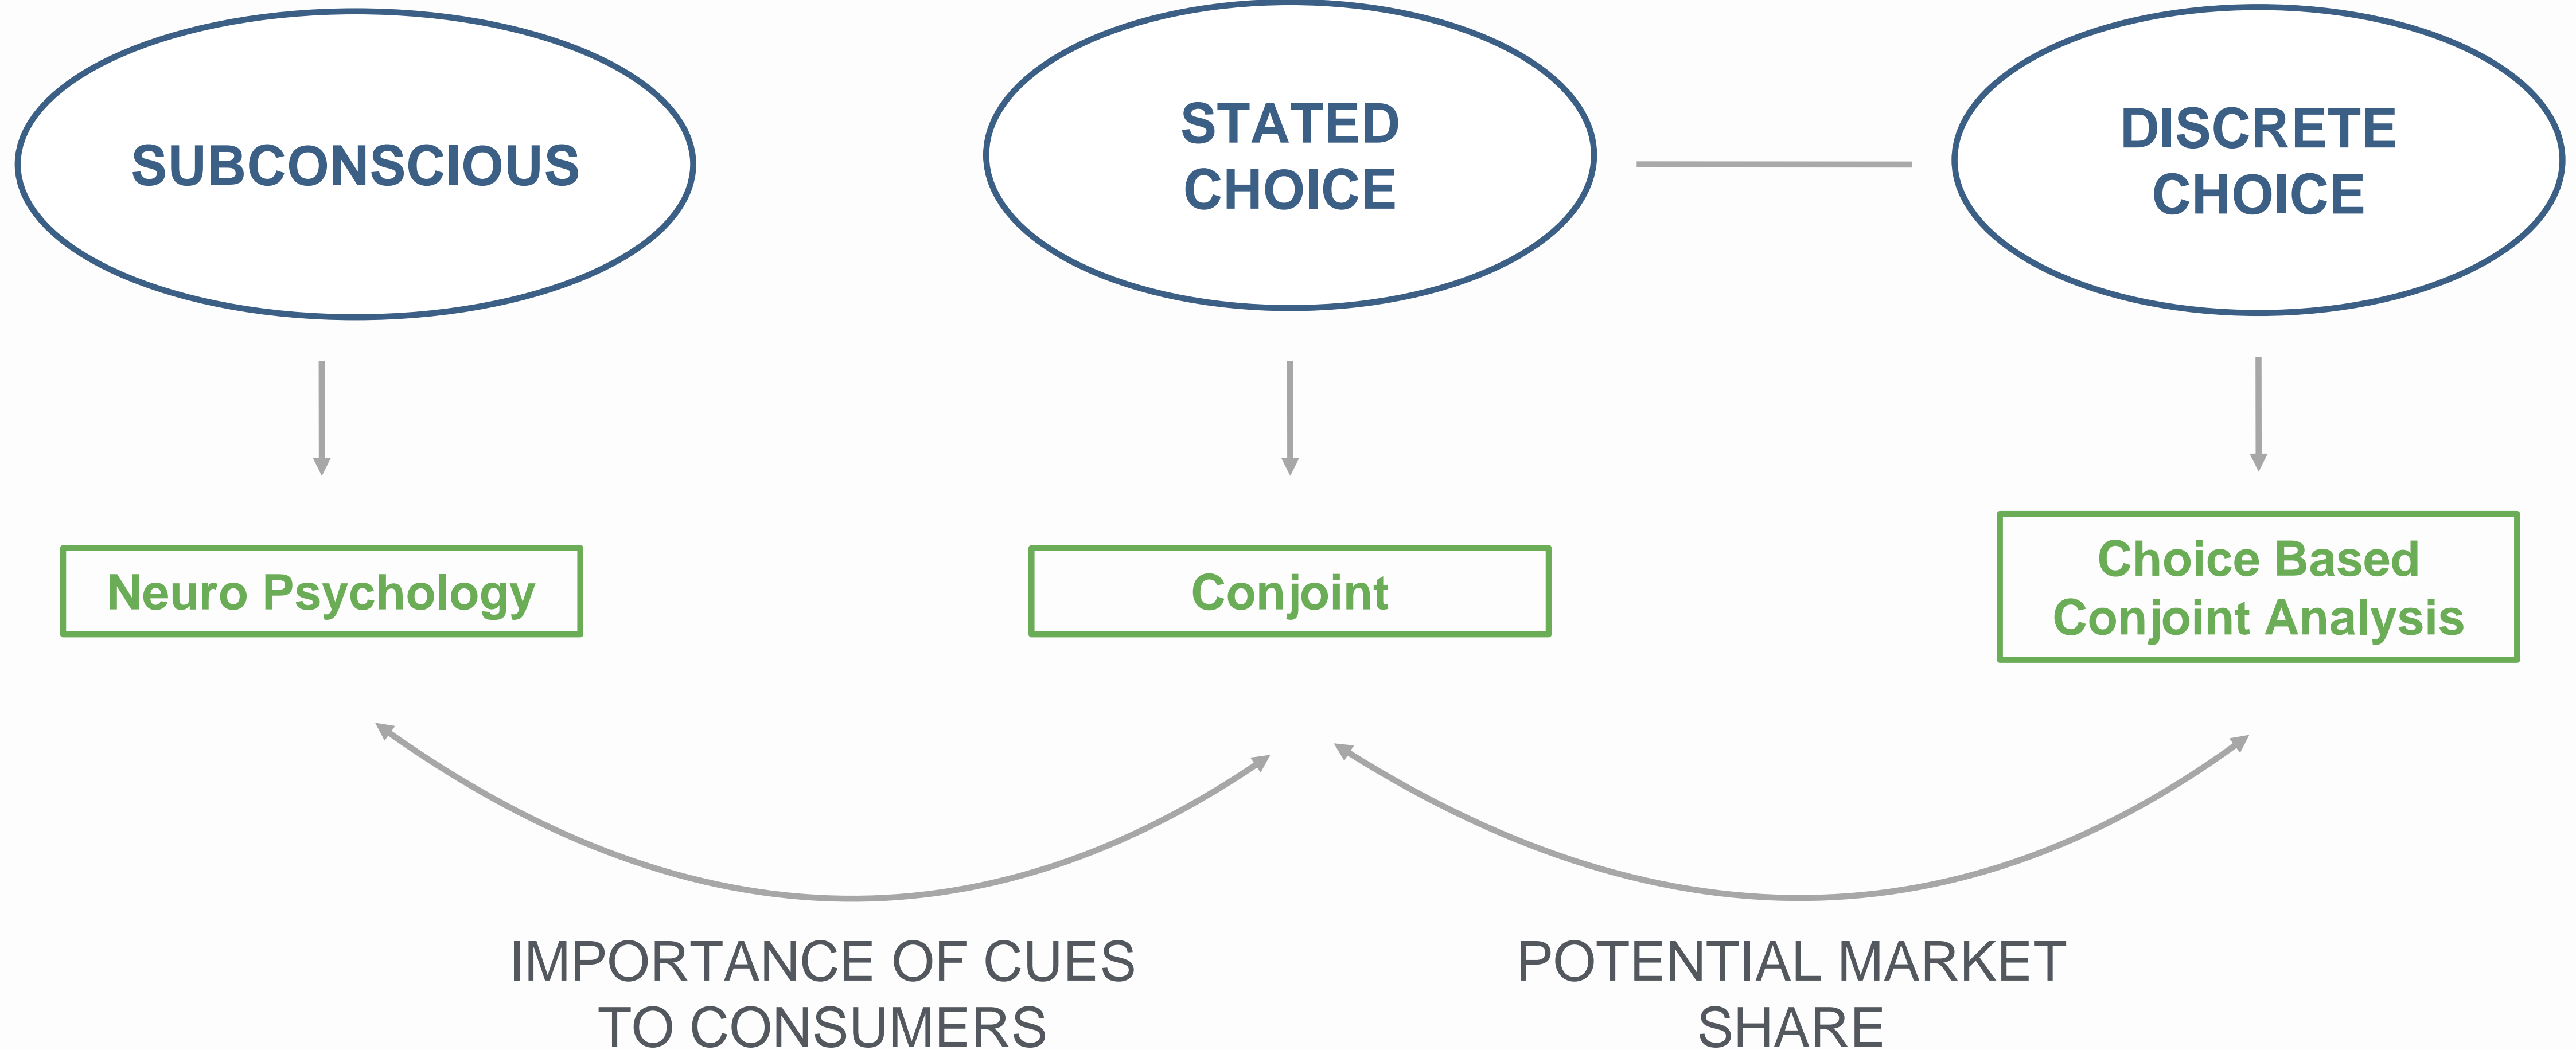 SUBCONSCIOUS
STATED
CHOICE
DISCRETE
CHOICE
Neuro Psychology
Conjoint
Choice Based
Conjoint Analysis
IMPORTANCE OF CUES
TO CONSUMERS
POTENTIAL MARKET
SHARE